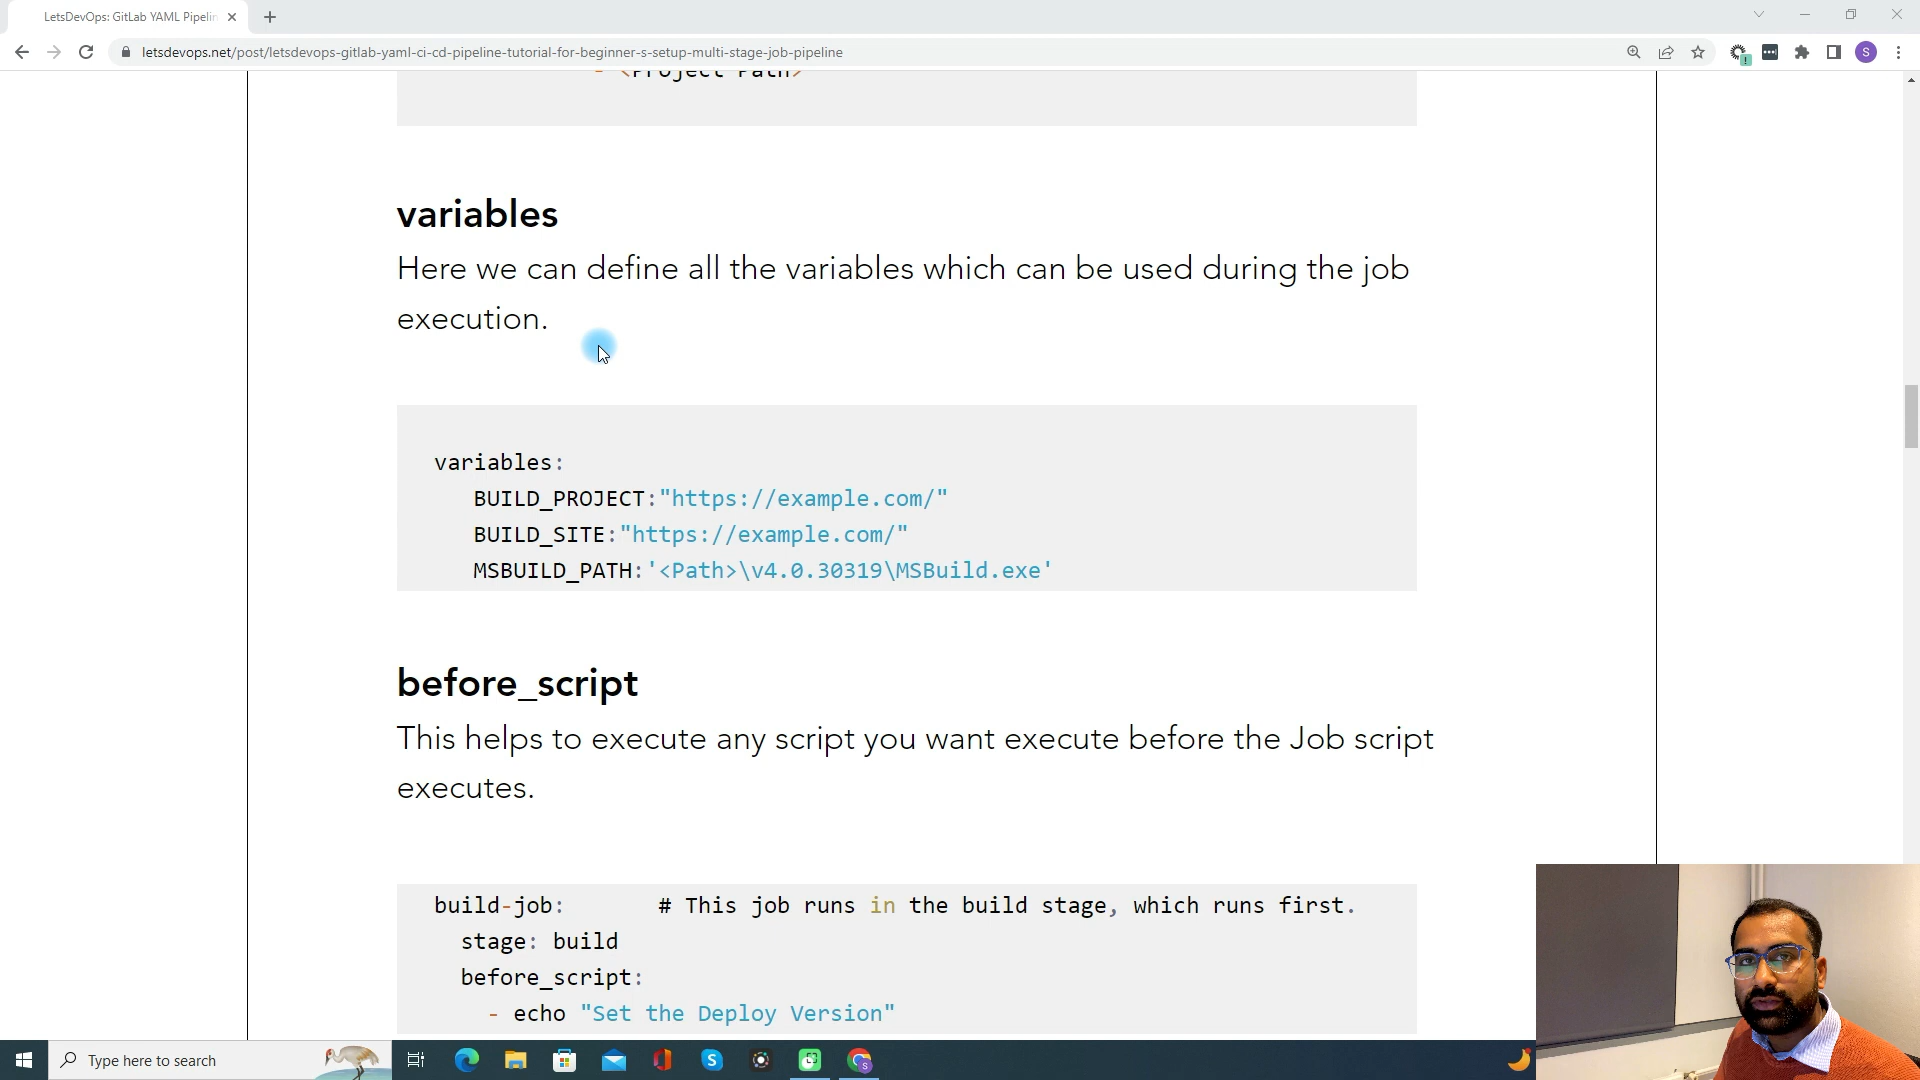 LetsDevOps: GitLab YAML Pipelin
letsdevops.net/post/letsdevops-gitlab-yaml-ci-cd-pipeline-tutorial-for-beginner-s-setup-multi-stage-job-pipeline
S
- <Project Path>
variables
Here we can define all the variables which can be used during the job
execution.
variables:
BUILD_PROJECT:"https://example.com/"
BUILD_SITE:"https://example.com/"
MSBUILD_PATH:'<Path>\v4.0.30319\MSBuild.exe'
before_script
This helps to execute any script you want execute before the Job script
executes.
build-job: # This job runs in the build stage, which runs first.
stage: build
before_script:
- echo "Set the Deploy Version"
Type here to search